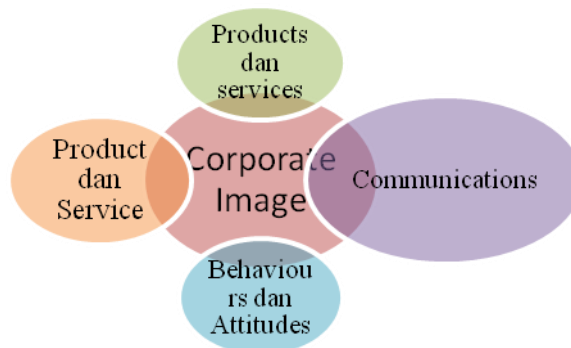 Products
dan
services
Product
dan
Service
Corporate
Image
Communications
Behaviou
rs dan
Attitudes